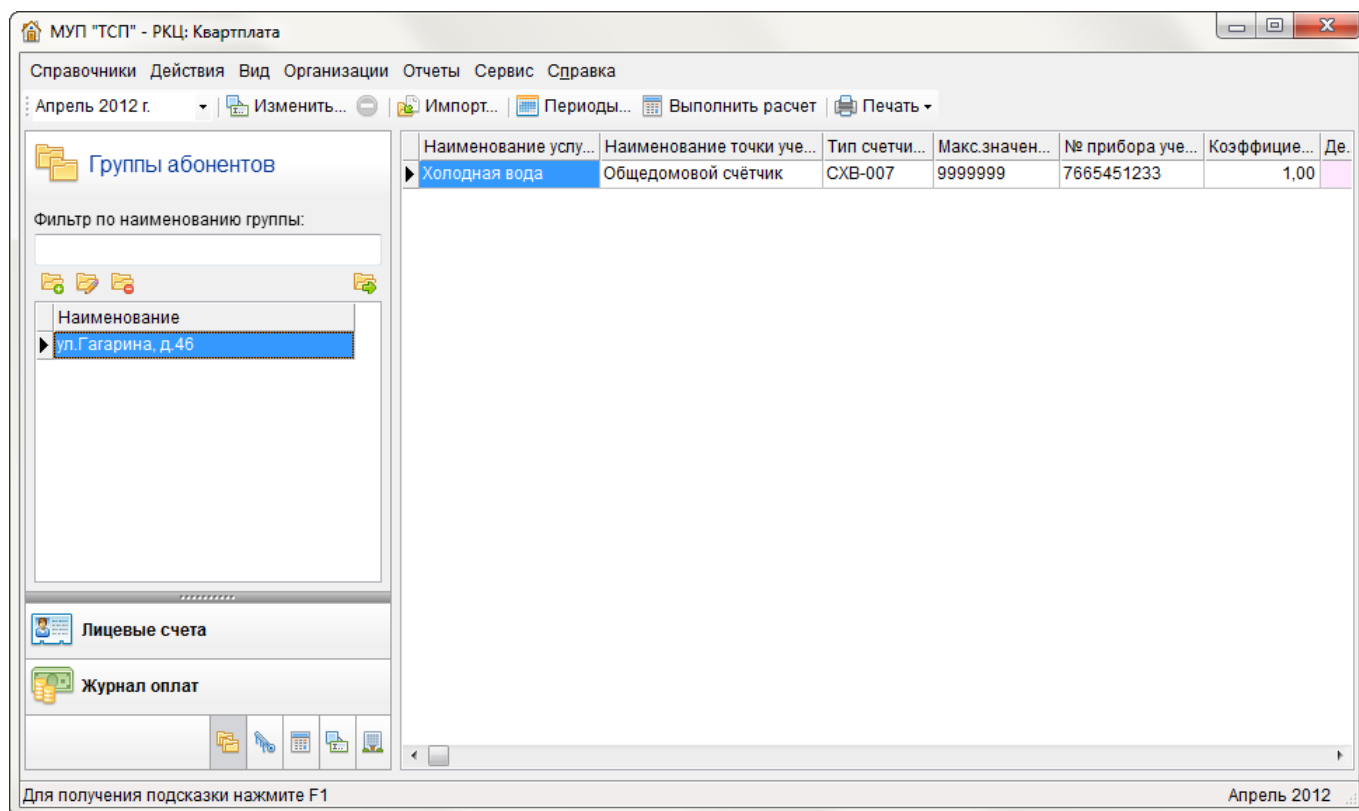 МУП "ТСП" - РКЦ: Квартплата
Справочники Действия Вид Организации Отчеты Сервис Справка
Апрель 2012 г. Изменить... Импорт... Периоды... Выполнить расчет Печать
Группы абонентов
Наименование услу... Наименование точки уче... Тип счетчи... Макс.значен... № прибора уче... Коэффицие... Де.
Холодная вода Общедомовой счётчик СХВ-007 9999999 7665451233 1,00
Фильтр по наименованию группы:
Наименование
ул.Гагарина, д.46
Лицевые счета
Журнал оплат
Для получения подсказки нажмите F1 Апрель 2012